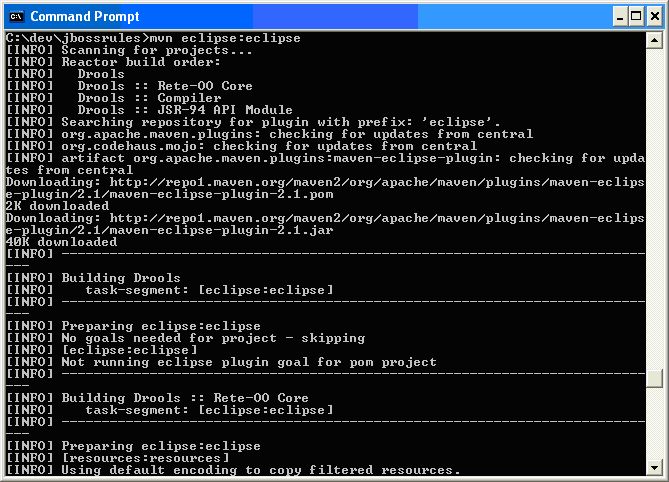 Command Prompt
C:\dev\jbossrules>mvn eclipse:eclipse
[INFO] Scanning for projects...
[INFO] Reactor build order:
[INFO]   Drools
[INFO]   Drools :: Rete-OO Core
[INFO]   Drools :: Compiler
[INFO]   Drools :: JSR-94 API Module
[INFO] Searching repository for plugin with prefix: 'eclipse'.
[INFO] org.apache.maven.plugins: checking for updates from central
[INFO] org.codehaus.mojo: checking for updates from central
[INFO] artifact org.apache.maven.plugins:maven-eclipse-plugin: checking for upda
tes from central
Downloading: http://repo1.maven.org/maven2/org/apache/maven/plugins/maven-eclips
e-plugin/2.1/maven-eclipse-plugin-2.1.pom
2K downloaded
Downloading: http://repo1.maven.org/maven2/org/apache/maven/plugins/maven-eclips
e-plugin/2.1/maven-eclipse-plugin-2.1.jar
40K downloaded
[INFO] -------------------------------------------------------------------------
---
[INFO] Building Drools
[INFO]    task-segment: [eclipse:eclipse]
[INFO] -------------------------------------------------------------------------
---
[INFO] Preparing eclipse:eclipse
[INFO] No goals needed for project - skipping
[INFO] [eclipse:eclipse]
[INFO] Not running eclipse plugin goal for pom project
[INFO] -------------------------------------------------------------------------
---
[INFO] Building Drools :: Rete-OO Core
[INFO]    task-segment: [eclipse:eclipse]
[INFO] -------------------------------------------------------------------------
---
[INFO] Preparing eclipse:eclipse
[INFO] [resources:resources]
[INFO] Using default encoding to copy filtered resources.